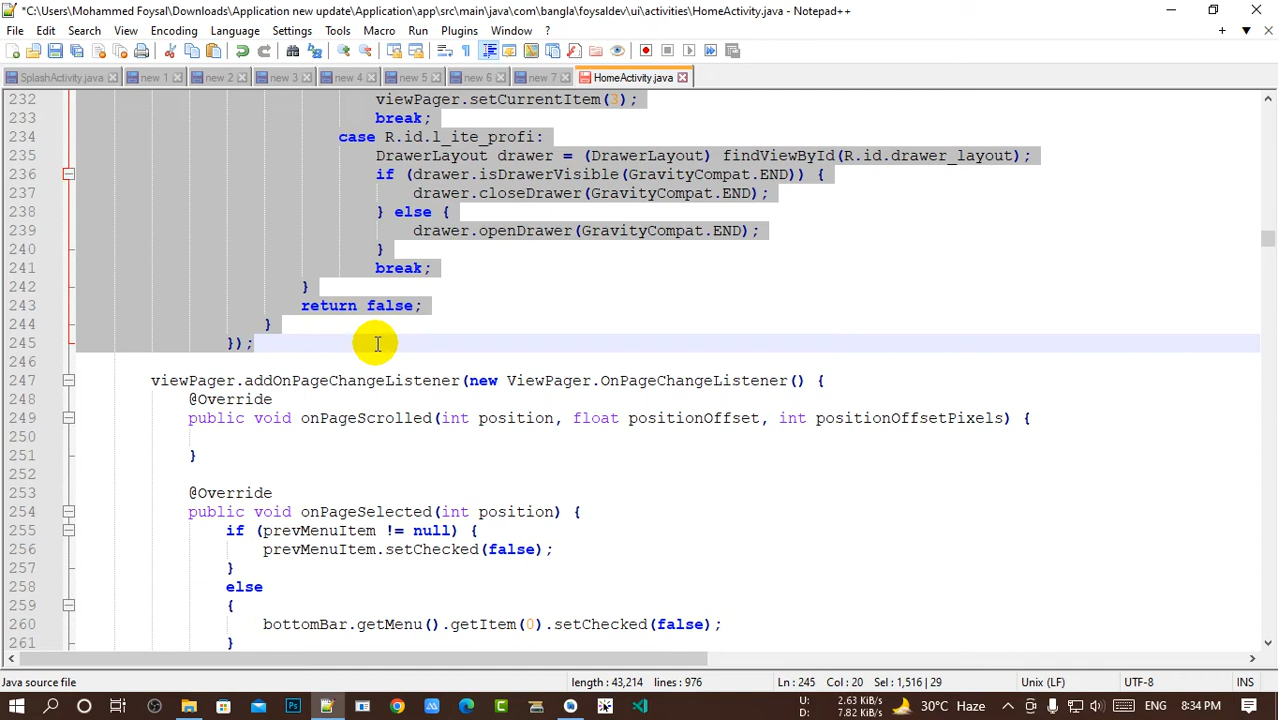 *C:\Users\Mohammed Foysal\Downloads\Application new update\Application\app\src\main\java\com\bangla\foysaldev\ui\activities\HomeActivity.java - Notepad++
File Edit Search View Encoding Language Settings Tools Macro Run Plugins Window ?
SplashActivity.java new 1 new 2 new 3 new 4 new 5 new 6 new 7 HomeActivity.java
232 viewPager.setCurrentItem(3);
233 break;
234 case R.id.l_ite_profi:
235 DrawerLayout drawer = (DrawerLayout) findViewById(R.id.drawer_layout);
236 if (drawer.isDrawerVisible(GravityCompat.END)) {
237 drawer.closeDrawer(GravityCompat.END);
238 } else {
239 drawer.openDrawer(GravityCompat.END);
240 }
241 break;
242 }
243 return false;
244 }
245 });
246
247 viewPager.addOnPageChangeListener(new ViewPager.OnPageChangeListener() {
248 @Override
249 public void onPageScrolled(int position, float positionOffset, int positionOffsetPixels) {
250
251 }
252
253 @Override
254 public void onPageSelected(int position) {
255 if (prevMenuItem != null) {
256 prevMenuItem.setChecked(false);
257 }
258 else
259 {
260 bottomBar.getMenu().getItem(0).setChecked(false);
261 }
Java source file length : 43,214 lines : 976 Ln : 245 Col : 20 Sel : 1,516 | 29 Unix (LF) UTF-8 INS
U: 2.63 KiB/s
D: 7.82 KiB/s
30°C Haze ENG 8:34 PM